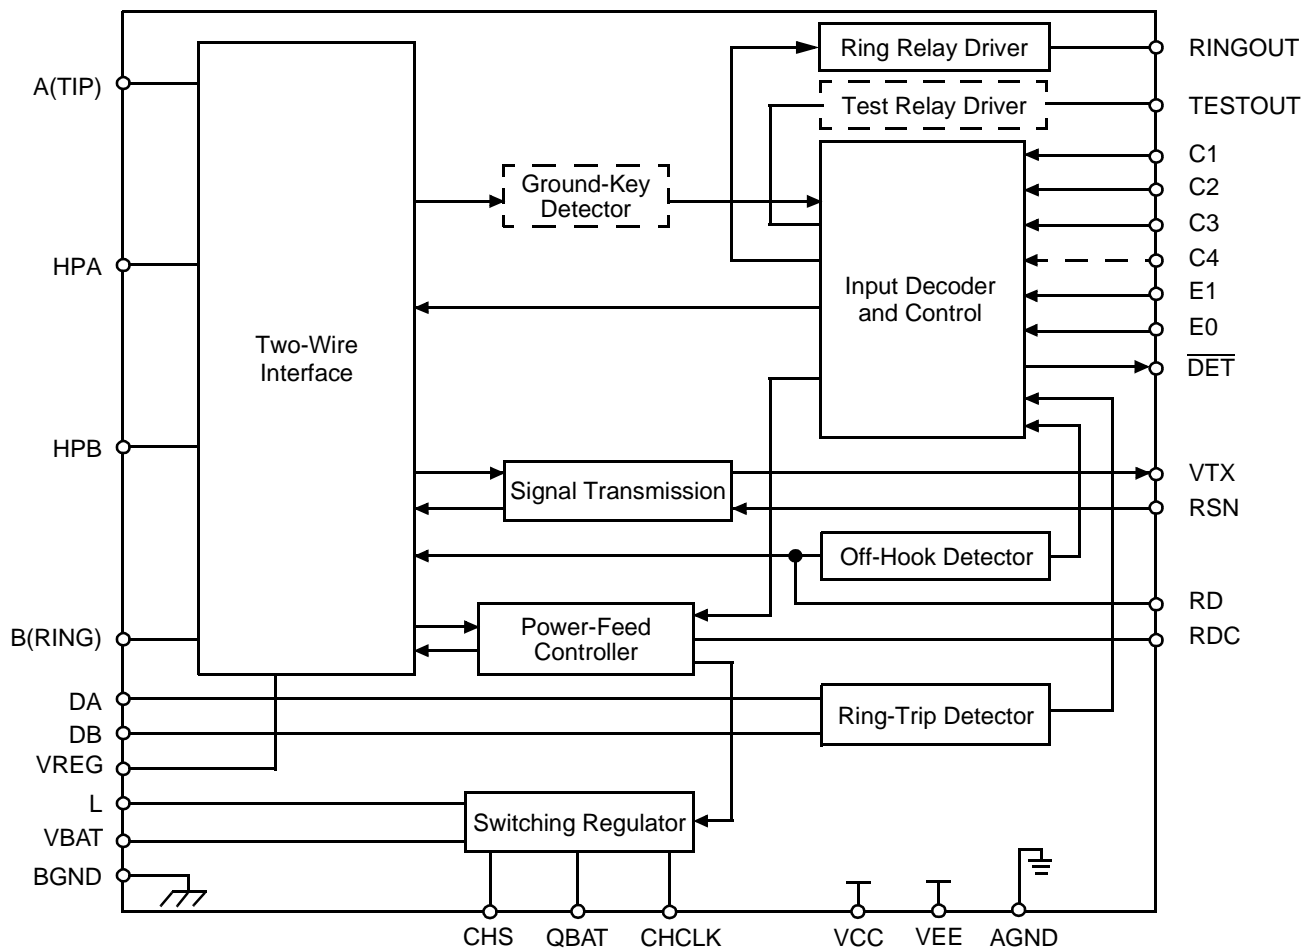 Ring Relay Driver
RINGOUT
A(TIP)
Test Relay Driver
TESTOUT
C1
Ground-Key
Detector
C2
C3
HPA
C4
Input Decoder
and Control
E1
E0
Two-Wire
Interface
DET
HPB
Signal Transmission
VTX
RSN
Off-Hook Detector
RD
B(RING)
Power-Feed
Controller
RDC
DA
Ring-Trip Detector
DB
VREG
L
Switching Regulator
VBAT
BGND
CHS
QBAT
CHCLK
VCC
VEE
AGND